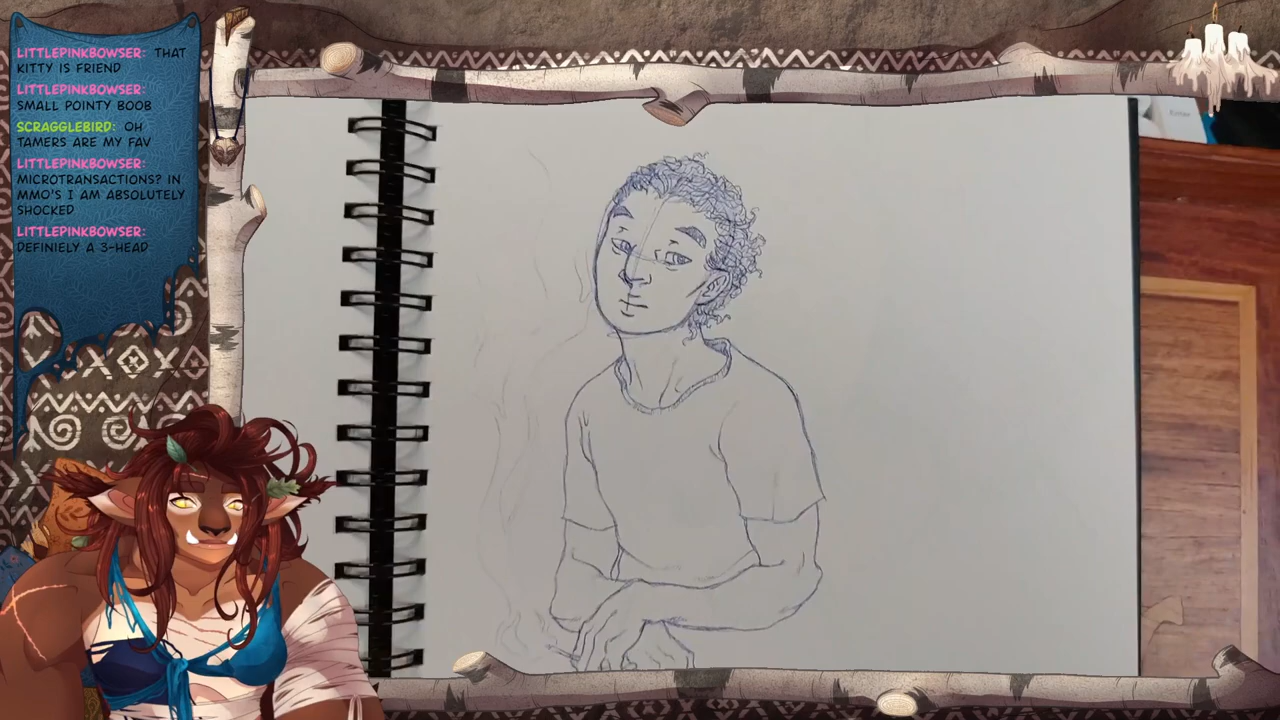 LITTLEPINKBOWSER: THAT
KITTY IS FRIEND
LITTLEPINKBOWSER:
SMALL POINTY BOOB
SCRAGGLEBIRD: OH
TAMERS ARE MY FAV
LITTLEPINKBOWSER:
MICROTRANSACTIONS? IN
MMO'S I AM ABSOLUTELY
SHOCKED
LITTLEPINKBOWSER:
DEFINIELY A 3-HEAD